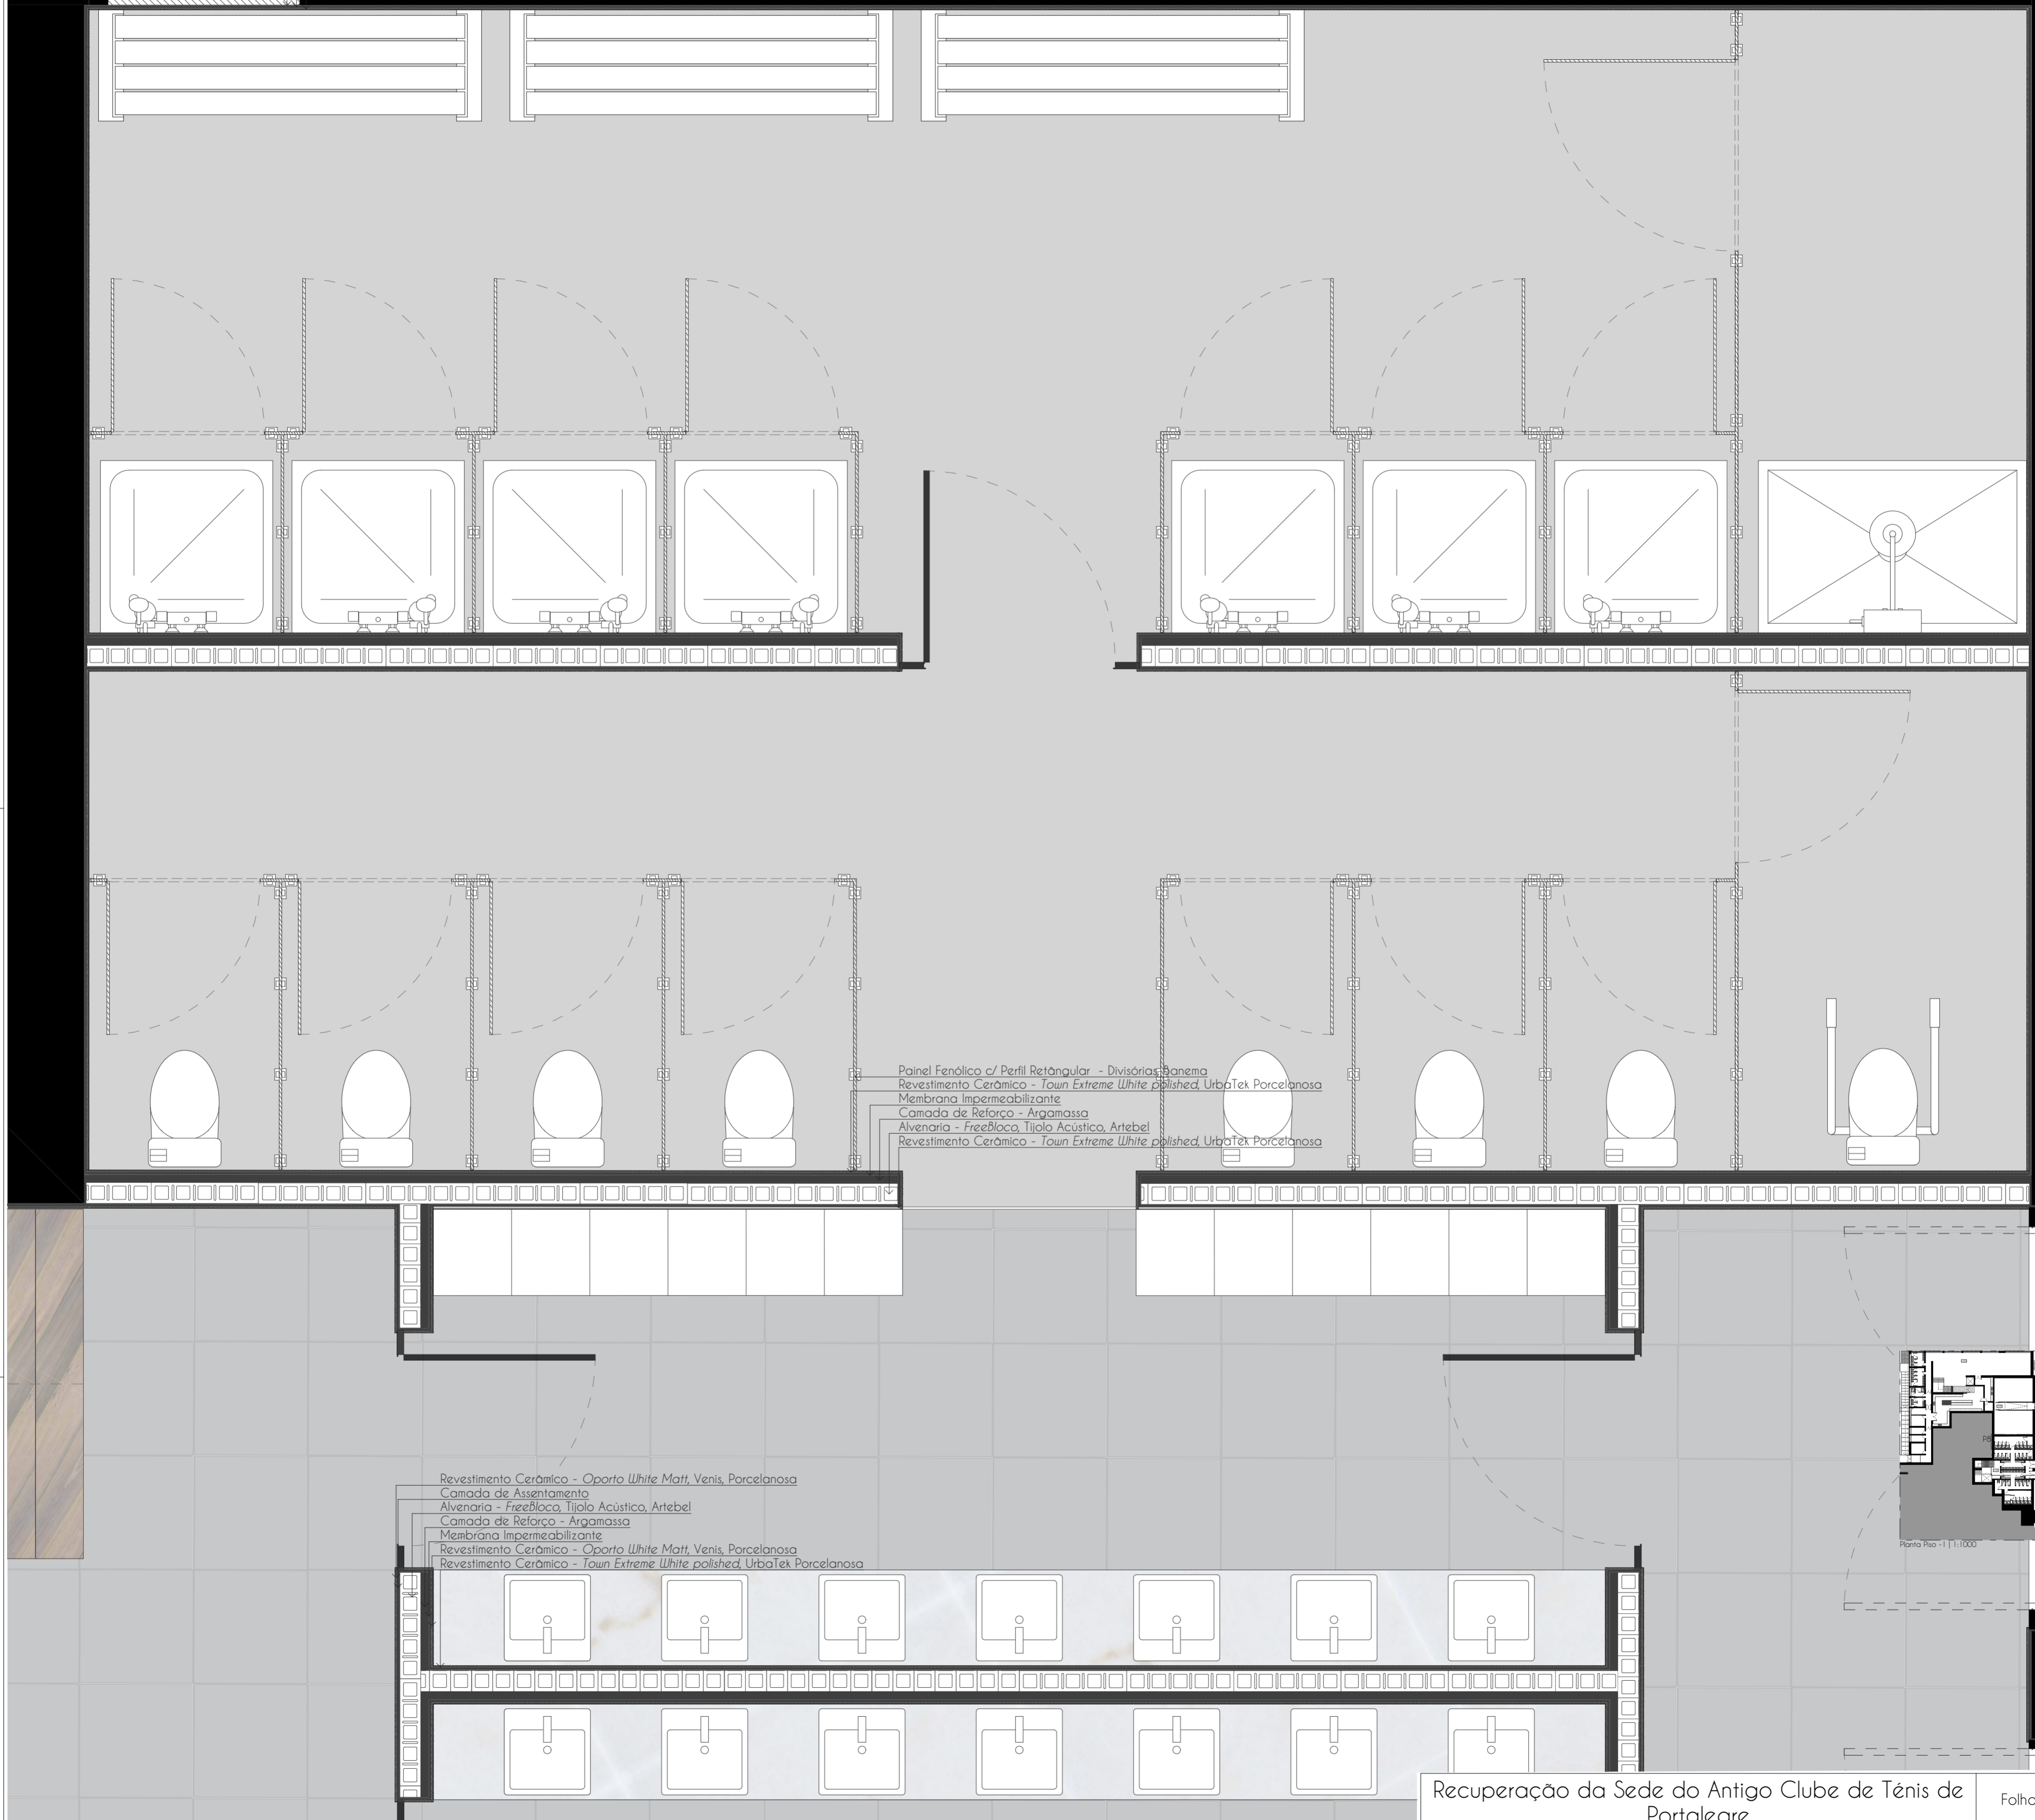 Painel Fenólico c/ Perfil Retângular - Divisórias Banema
Revestimento Cerâmico - Town Extreme White polished, UrbaTek Porcelanosa
Membrana Impermeabilizante
Camada de Reforço - Argamassa
Alvenaria - FreeBloco, Tijolo Acústico, Artebel
Revestimento Cerâmico - Town Extreme White polished, UrbaTek Porcelanosa
Revestimento Cerâmico - Oporto White Matt, Venis, Porcelanosa
Camada de Assentamento
Alvenaria - FreeBloco, Tijolo Acústico, Artebel
Camada de Reforço - Argamassa
Membrana Impermeabilizante
Revestimento Cerâmico - Oporto White Matt, Venis, Porcelanosa
Revestimento Cerâmico - Town Extreme White polished, UrbaTek Porcelanosa
Planta Piso -1 | 1:1000
Recuperação da Sede do Antigo Clube de Ténis de
Portalegre
Folha